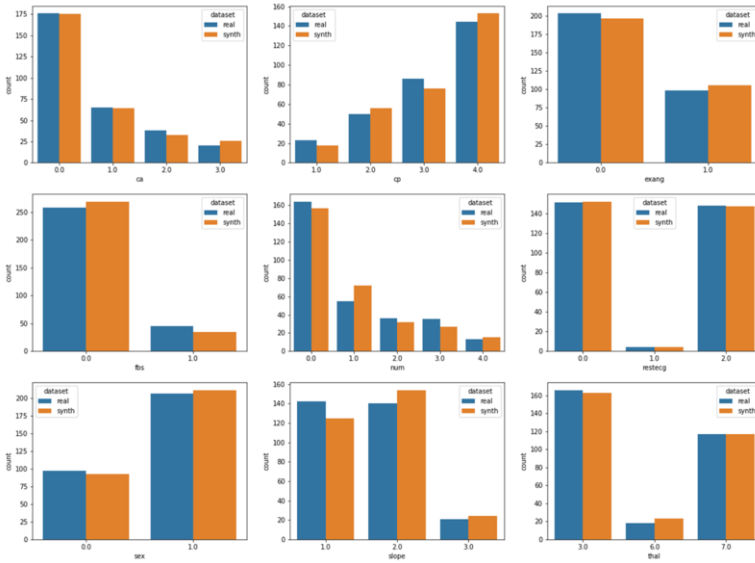 175
150
125
100
75
50
25
0
count
0.0 1.0 2.0 3.0
ca
dataset
real
synth
160
140
120
100
80
60
40
20
0
count
1.0 2.0 3.0 4.0
cp
dataset
real
synth
200
175
150
125
100
75
50
25
0
count
0.0 1.0
exang
dataset
real
synth
250
200
150
100
50
0
count
0.0 1.0
fbs
dataset
real
synth
160
140
120
100
80
60
40
20
0
count
0.0 1.0 2.0 3.0 4.0
num
dataset
real
synth
140
120
100
80
60
40
20
0
count
0.0 1.0 2.0
restecg
dataset
real
synth
200
175
150
125
100
75
50
25
0
count
0.0 1.0
sex
dataset
real
synth
160
140
120
100
80
60
40
20
0
count
1.0 2.0 3.0
slope
dataset
real
synth
160
140
120
100
80
60
40
20
0
count
3.0 6.0 7.0
thal
dataset
real
synth